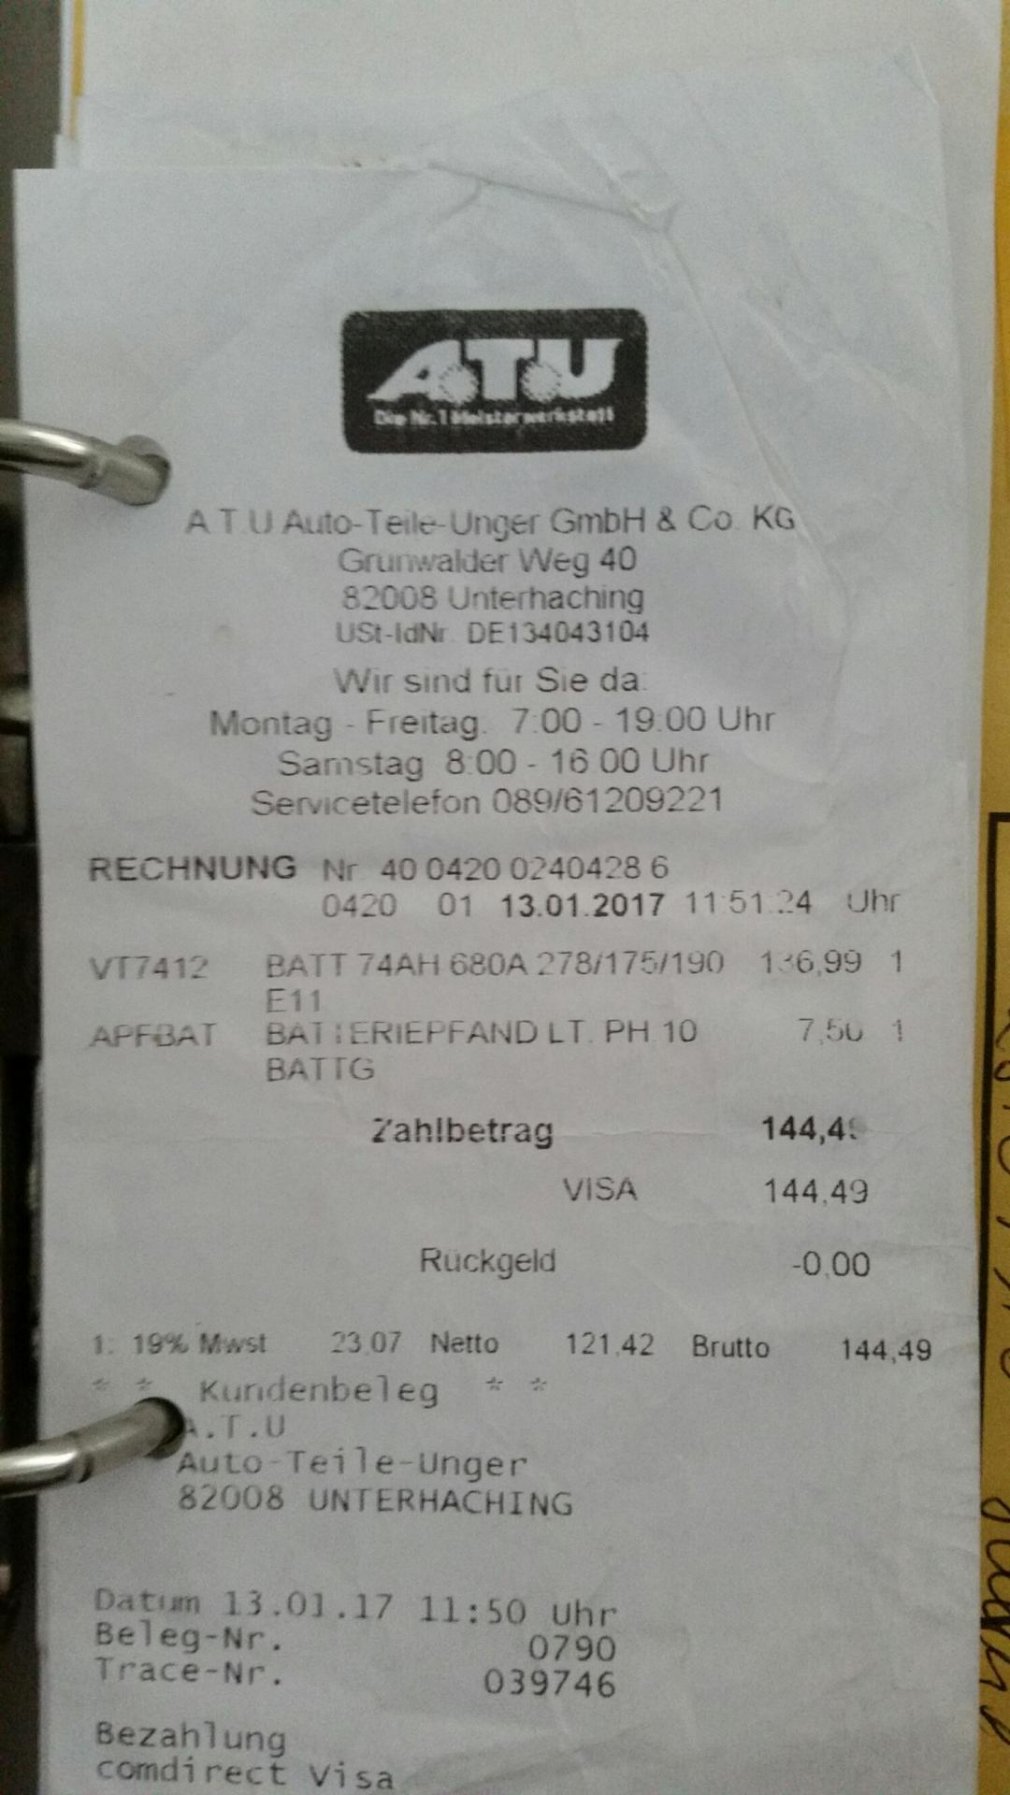 A.T.U
Die Nr. 1 Meisterwerkstatt
A.T.U Auto-Teile-Unger GmbH & Co. KG
Grünwalder Weg 40
82008 Unterhaching
USt-IdNr. DE134043104
Wir sind für Sie da:
Montag - Freitag. 7:00 - 19:00 Uhr
Samstag 8:00 - 16:00 Uhr
Servicetelefon 089/61209221
RECHNUNG Nr. 40 0420 0240428 6
0420 01 13.01.2017 11:51:24 Uhr
VT7412 BATT 74AH 680A 278/175/190 136,99 1
E11
APFBAT BATTERIEPFAND LT. PH 10 7,50 1
BATTG
Zahlbetrag 144,49
VISA 144,49
Rückgeld -0,00
1: 19% Mwst 23,07 Netto 121,42 Brutto 144,49
* * Kundenbeleg * *
A.T.U
Auto-Teile-Unger
82008 UNTERHACHING
Datum 13.01.17 11:50 Uhr
Beleg-Nr. 0790
Trace-Nr. 039746
Bezahlung
comdirect Visa